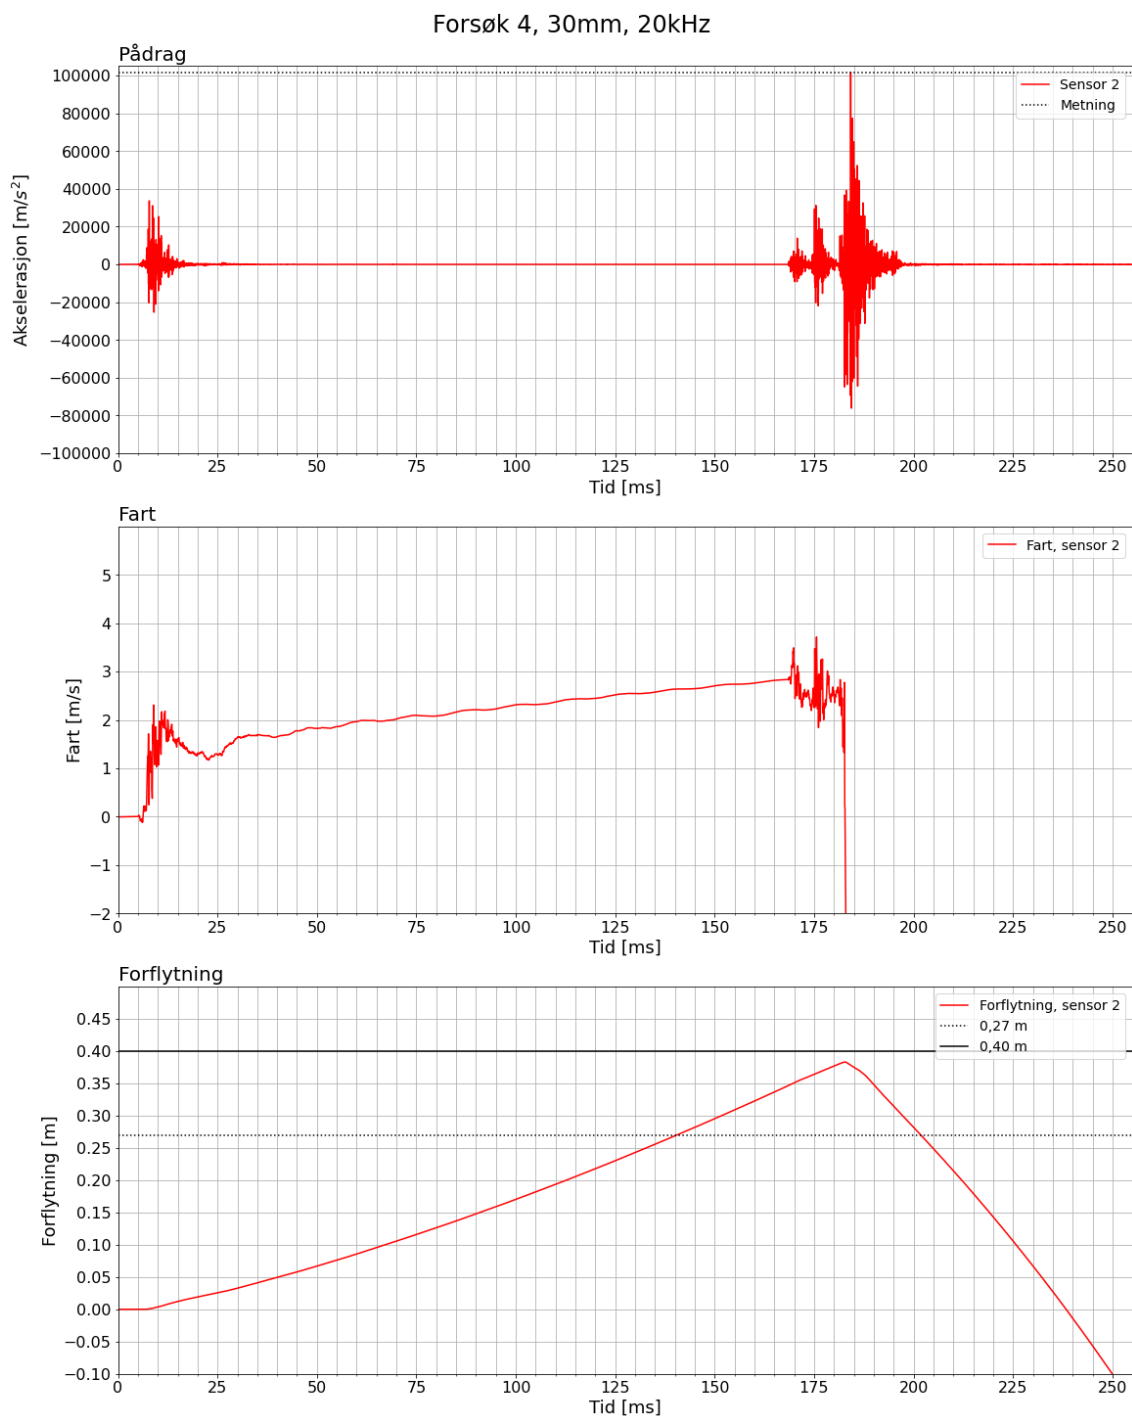 Forsøk 4, 30mm, 20kHz
Pådrag
100000
80000
60000
40000
20000
0
−20000
−40000
−60000
−80000
−100000
Akselerasjon [m/s²]
Sensor 2
Metning
0 25 50 75 100 125 150 175 200 225 250
Tid [ms]
Fart
5
4
3
2
1
0
−1
−2
Fart [m/s]
Fart, sensor 2
0 25 50 75 100 125 150 175 200 225 250
Tid [ms]
Forflytning
0.45
0.40
0.35
0.30
0.25
0.20
0.15
0.10
0.05
0.00
−0.05
−0.10
Forflytning [m]
Forflytning, sensor 2
0,27 m
0,40 m
0 25 50 75 100 125 150 175 200 225 250
Tid [ms]